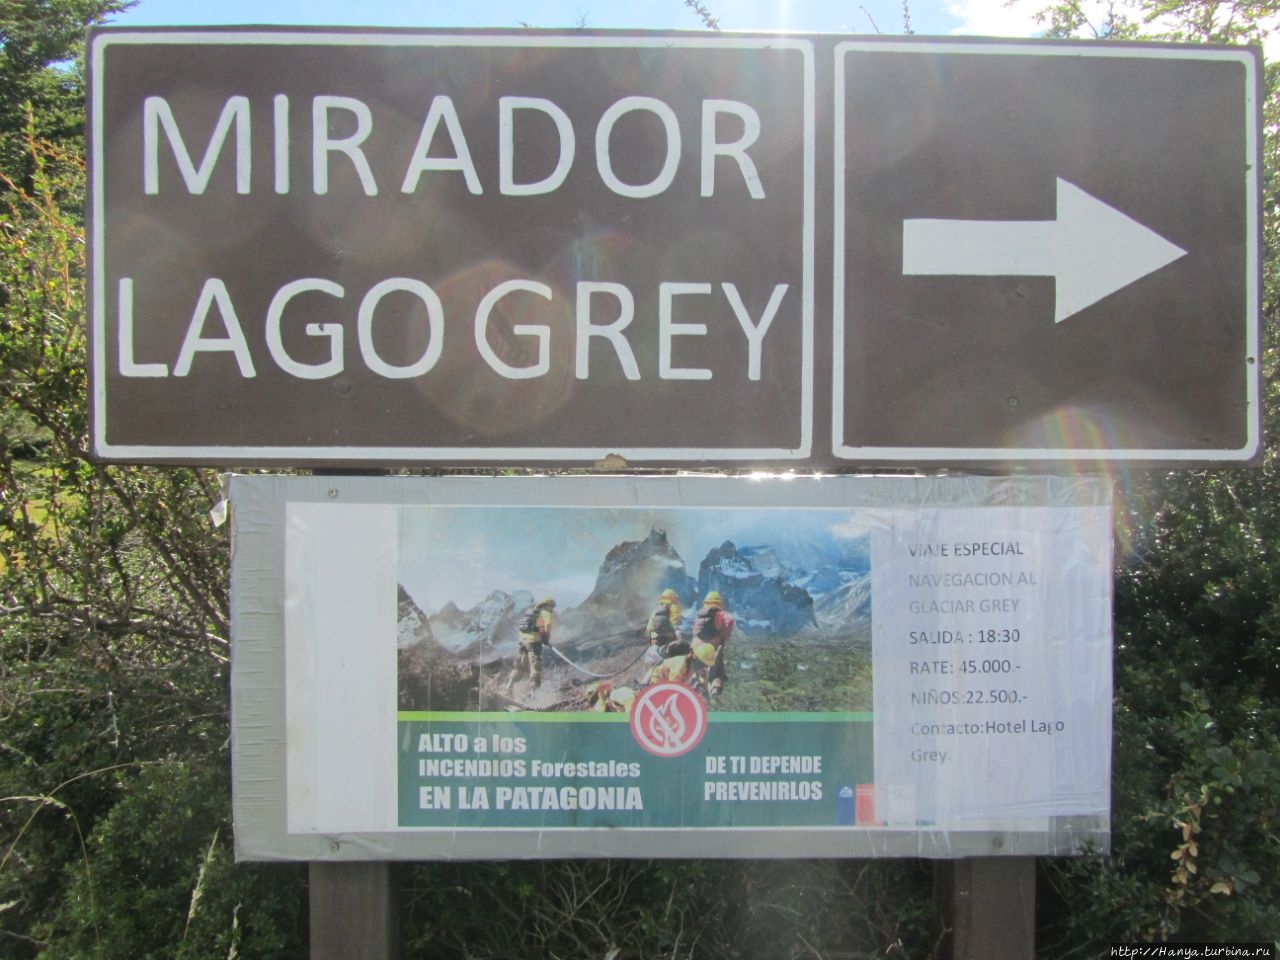 MIRADOR
LAGO GREY
ALTO a los
INCENDIOS Forestales
EN LA PATAGONIA
DE TI DEPENDE
PREVENIRLOS
VIAJE ESPECIAL
NAVEGACION AL
GLACIAR GREY
SALIDA : 18:30
RATE: 45.000.-
NIÑOS:22.500.-
Contacto:Hotel Lago
Grey.
http://Hanya.turbina.ru